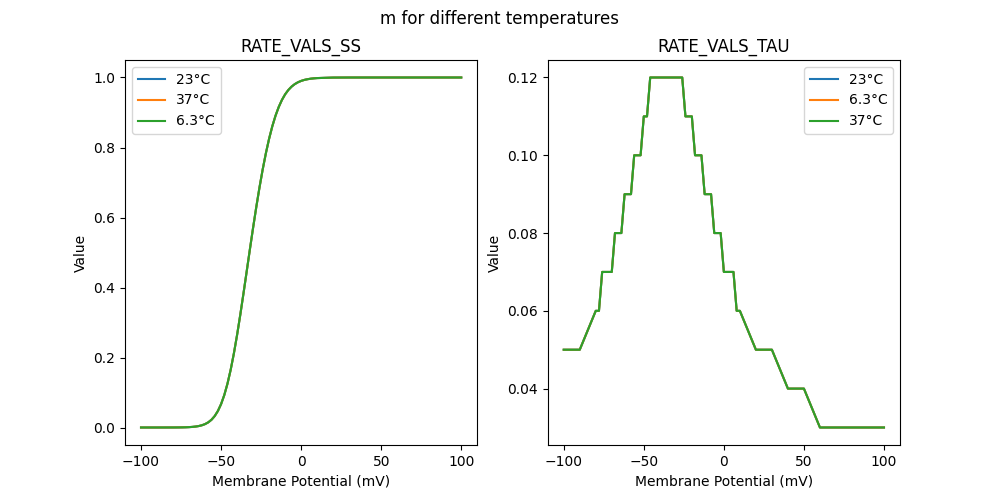 m for different temperatures
RATE_VALS_SS
1.0
0.8
0.6
0.4
0.2
0.0
Value
23°C
37°C
6.3°C
−100
−50
0
50
100
Membrane Potential (mV)
RATE_VALS_TAU
0.12
0.10
0.08
0.06
0.04
Value
23°C
6.3°C
37°C
−100
−50
0
50
100
Membrane Potential (mV)